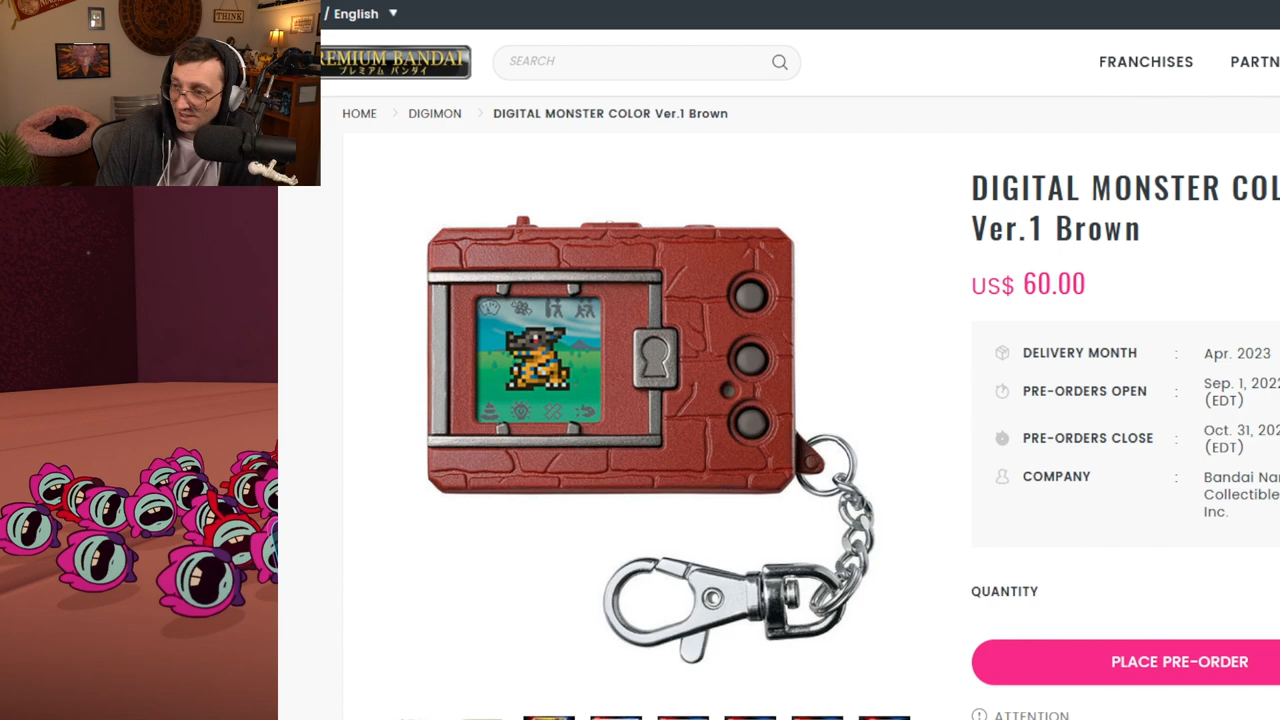 THINK
/ English
PREMIUM BANDAI
プレミアム バンダイ
SEARCH
FRANCHISES
PARTN
HOME
DIGIMON
DIGITAL MONSTER COLOR Ver.1 Brown
DIGITAL MONSTER COL
Ver.1 Brown
US$ 60.00
DELIVERY MONTH : Apr. 2023
PRE-ORDERS OPEN : Sep. 1, 2022
(EDT)
PRE-ORDERS CLOSE : Oct. 31, 202
(EDT)
COMPANY : Bandai Nam
Collectible
Inc.
QUANTITY
PLACE PRE-ORDER
ATTENTION